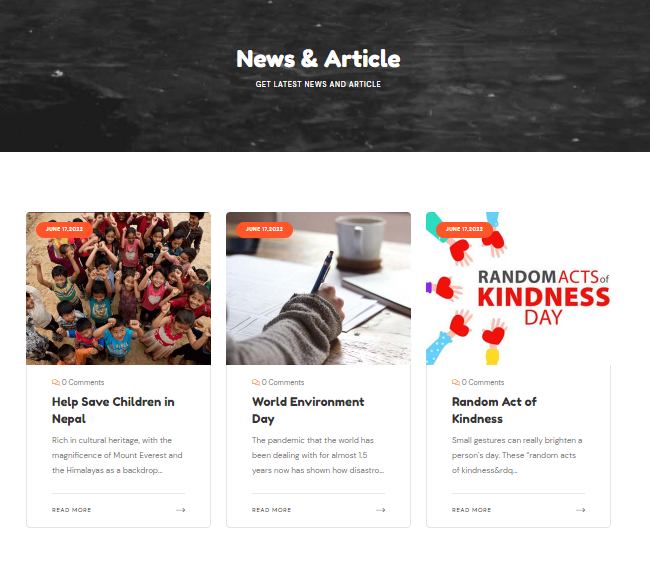 News & Article
GET LATEST NEWS AND ARTICLE
JUNE 17,2022
JUNE 17,2022
JUNE 17,2022
RANDOM ACTS of
KINDNESS
DAY
0 Comments
Help Save Children in
Nepal
Rich in cultural heritage, with the
magnificence of Mount Everest and
the Himalayas as a backdrop...
READ MORE
0 Comments
World Environment
Day
The pandemic that the world has
been dealing with for almost 1.5
years now has shown how disastro...
READ MORE
0 Comments
Random Act of
Kindness
Small gestures can really brighten a
person's day. These "random acts
of kindness&rdq...
READ MORE